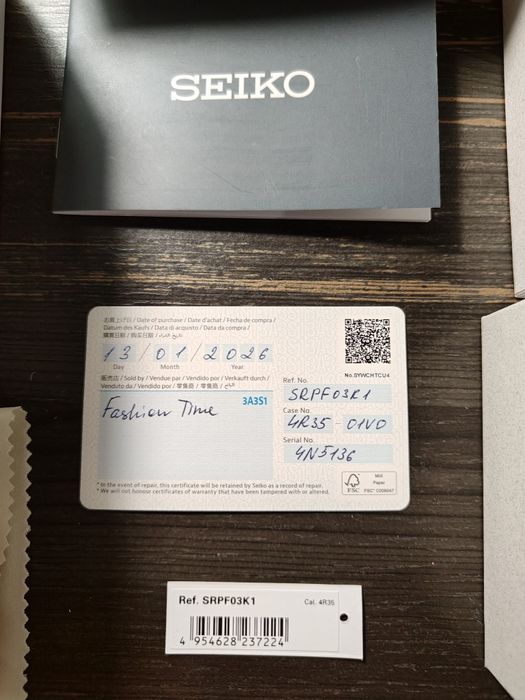 SEIKO
お買上げ日 / Date of purchase / Date d'achat / Fecha de compra /
Datum des Kaufs / Data di acquisto / Data da compra /
購買日期 / 购买日期 / تاريخ الشراء
13/01/2026
Day Month Year
販売店 / Sold by / Vendue par / Vendido por / Verkauft durch /
Venduto da / Vendido por / 零售商 / 零售商 / البائع
3A3S1
Fashion Time
No.SYWCHTCU4
Ref. No.
SRPF03K1
Case No.
4R35-01V0
Serial No.
4N5136
* In the event of repair, this certificate will be retained by Seiko as a record of repair.
* We will not honour certificates of warranty that have been tampered with or altered.
FSC
MIX
Paper
Ref. SRPF03K1 Cal. 4R35
4 954628 237224